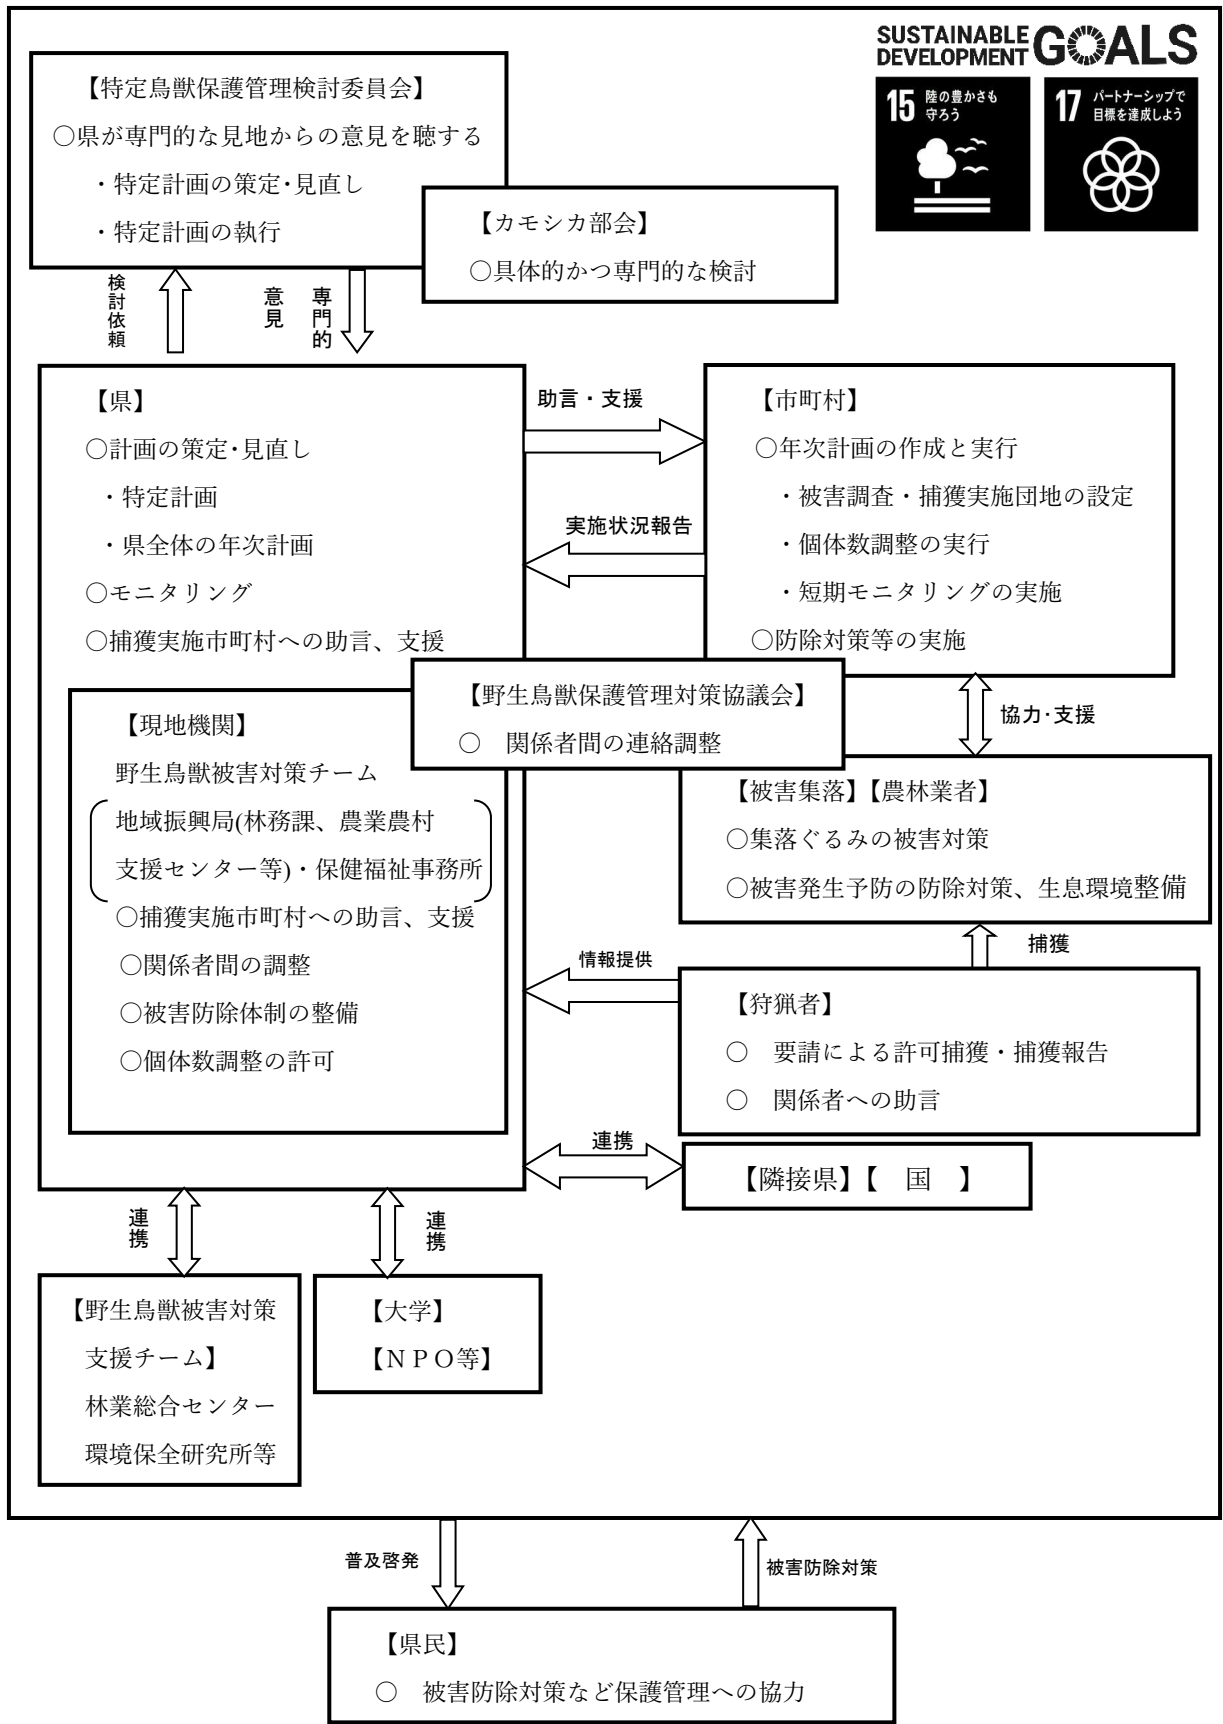 SUSTAINABLE
DEVELOPMENT
GOALS
15 陸の豊かさも
守ろう
17 パートナーシップで
目標を達成しよう
【特定鳥獣保護管理検討委員会】
○県が専門的な見地からの意見を聴する
・特定計画の策定･見直し
・特定計画の執行
【カモシカ部会】
○具体的かつ専門的な検討
検討依頼
専門的
意見
【県】
○計画の策定･見直し
・特定計画
・県全体の年次計画
○モニタリング
○捕獲実施市町村への助言、支援
助言・支援
実施状況報告
【市町村】
○年次計画の作成と実行
・被害調査・捕獲実施団地の設定
・個体数調整の実行
・短期モニタリングの実施
○防除対策等の実施
【野生鳥獣保護管理対策協議会】
○　関係者間の連絡調整
協力･支援
【現地機関】
野生鳥獣被害対策チーム
地域振興局(林務課、農業農村
支援センター等)・保健福祉事務所
○捕獲実施市町村への助言、支援
○関係者間の調整
○被害防除体制の整備
○個体数調整の許可
【被害集落】【農林業者】
○集落ぐるみの被害対策
○被害発生予防の防除対策、生息環境整備
捕獲
情報提供
【狩猟者】
○　要請による許可捕獲・捕獲報告
○　関係者への助言
連携
【隣接県】【　国　】
連携
連携
【野生鳥獣被害対策
支援チーム】
林業総合センター
環境保全研究所等
【大学】
【ＮＰＯ等】
普及啓発
被害防除対策
【県民】
○　被害防除対策など保護管理への協力